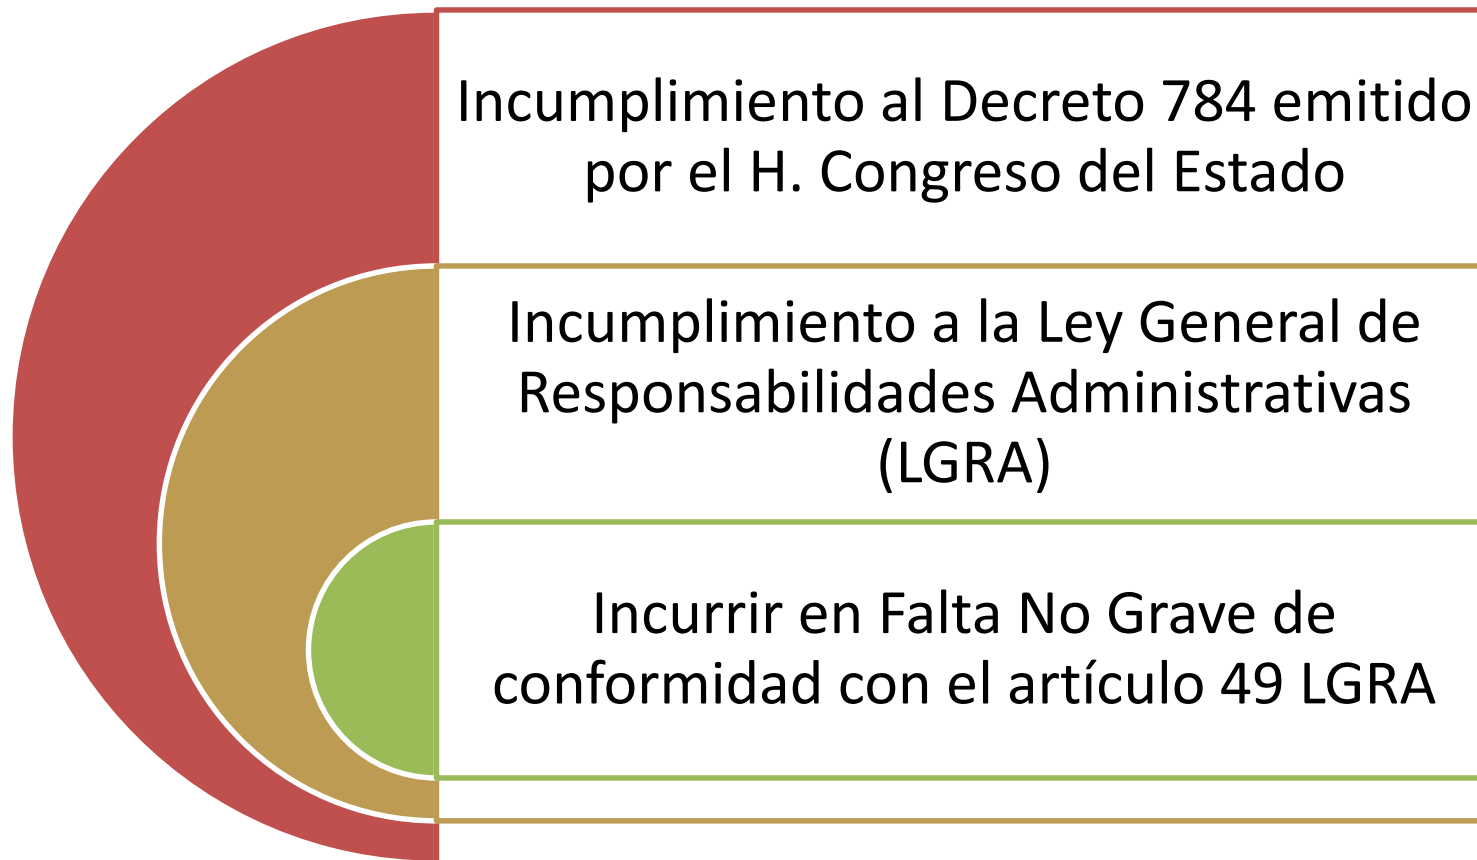 Incumplimiento al Decreto 784 emitido
por el H. Congreso del Estado
Incumplimiento a la Ley General de
Responsabilidades Administrativas
(LGRA)
Incurrir en Falta No Grave de
conformidad con el artículo 49 LGRA